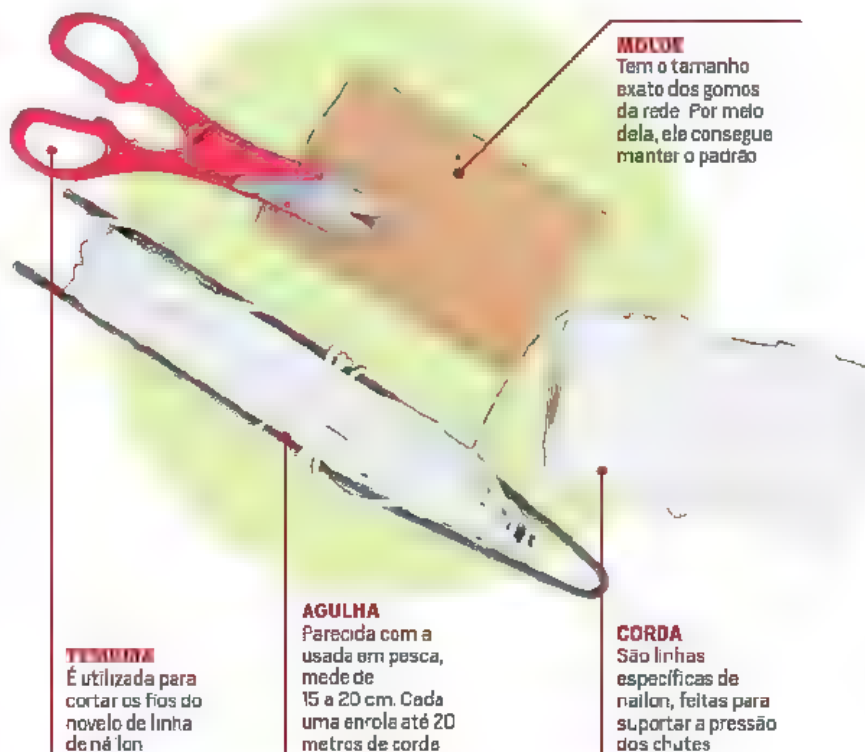 Tem o tamanho
exato dos gomos
da rede Por meio
dela, ele consegue
manter o padrão
É utilizada para
cortar os fios do
novelo de linha
de náilon
AGULHA
Parecida com a
usada em pesca,
mede de
15 a 20 cm. Cada
uma enrola até 20
metros de corda
CORDA
São linhas
específicas de
náilon, feitas para
suportar a pressão
dos chutes